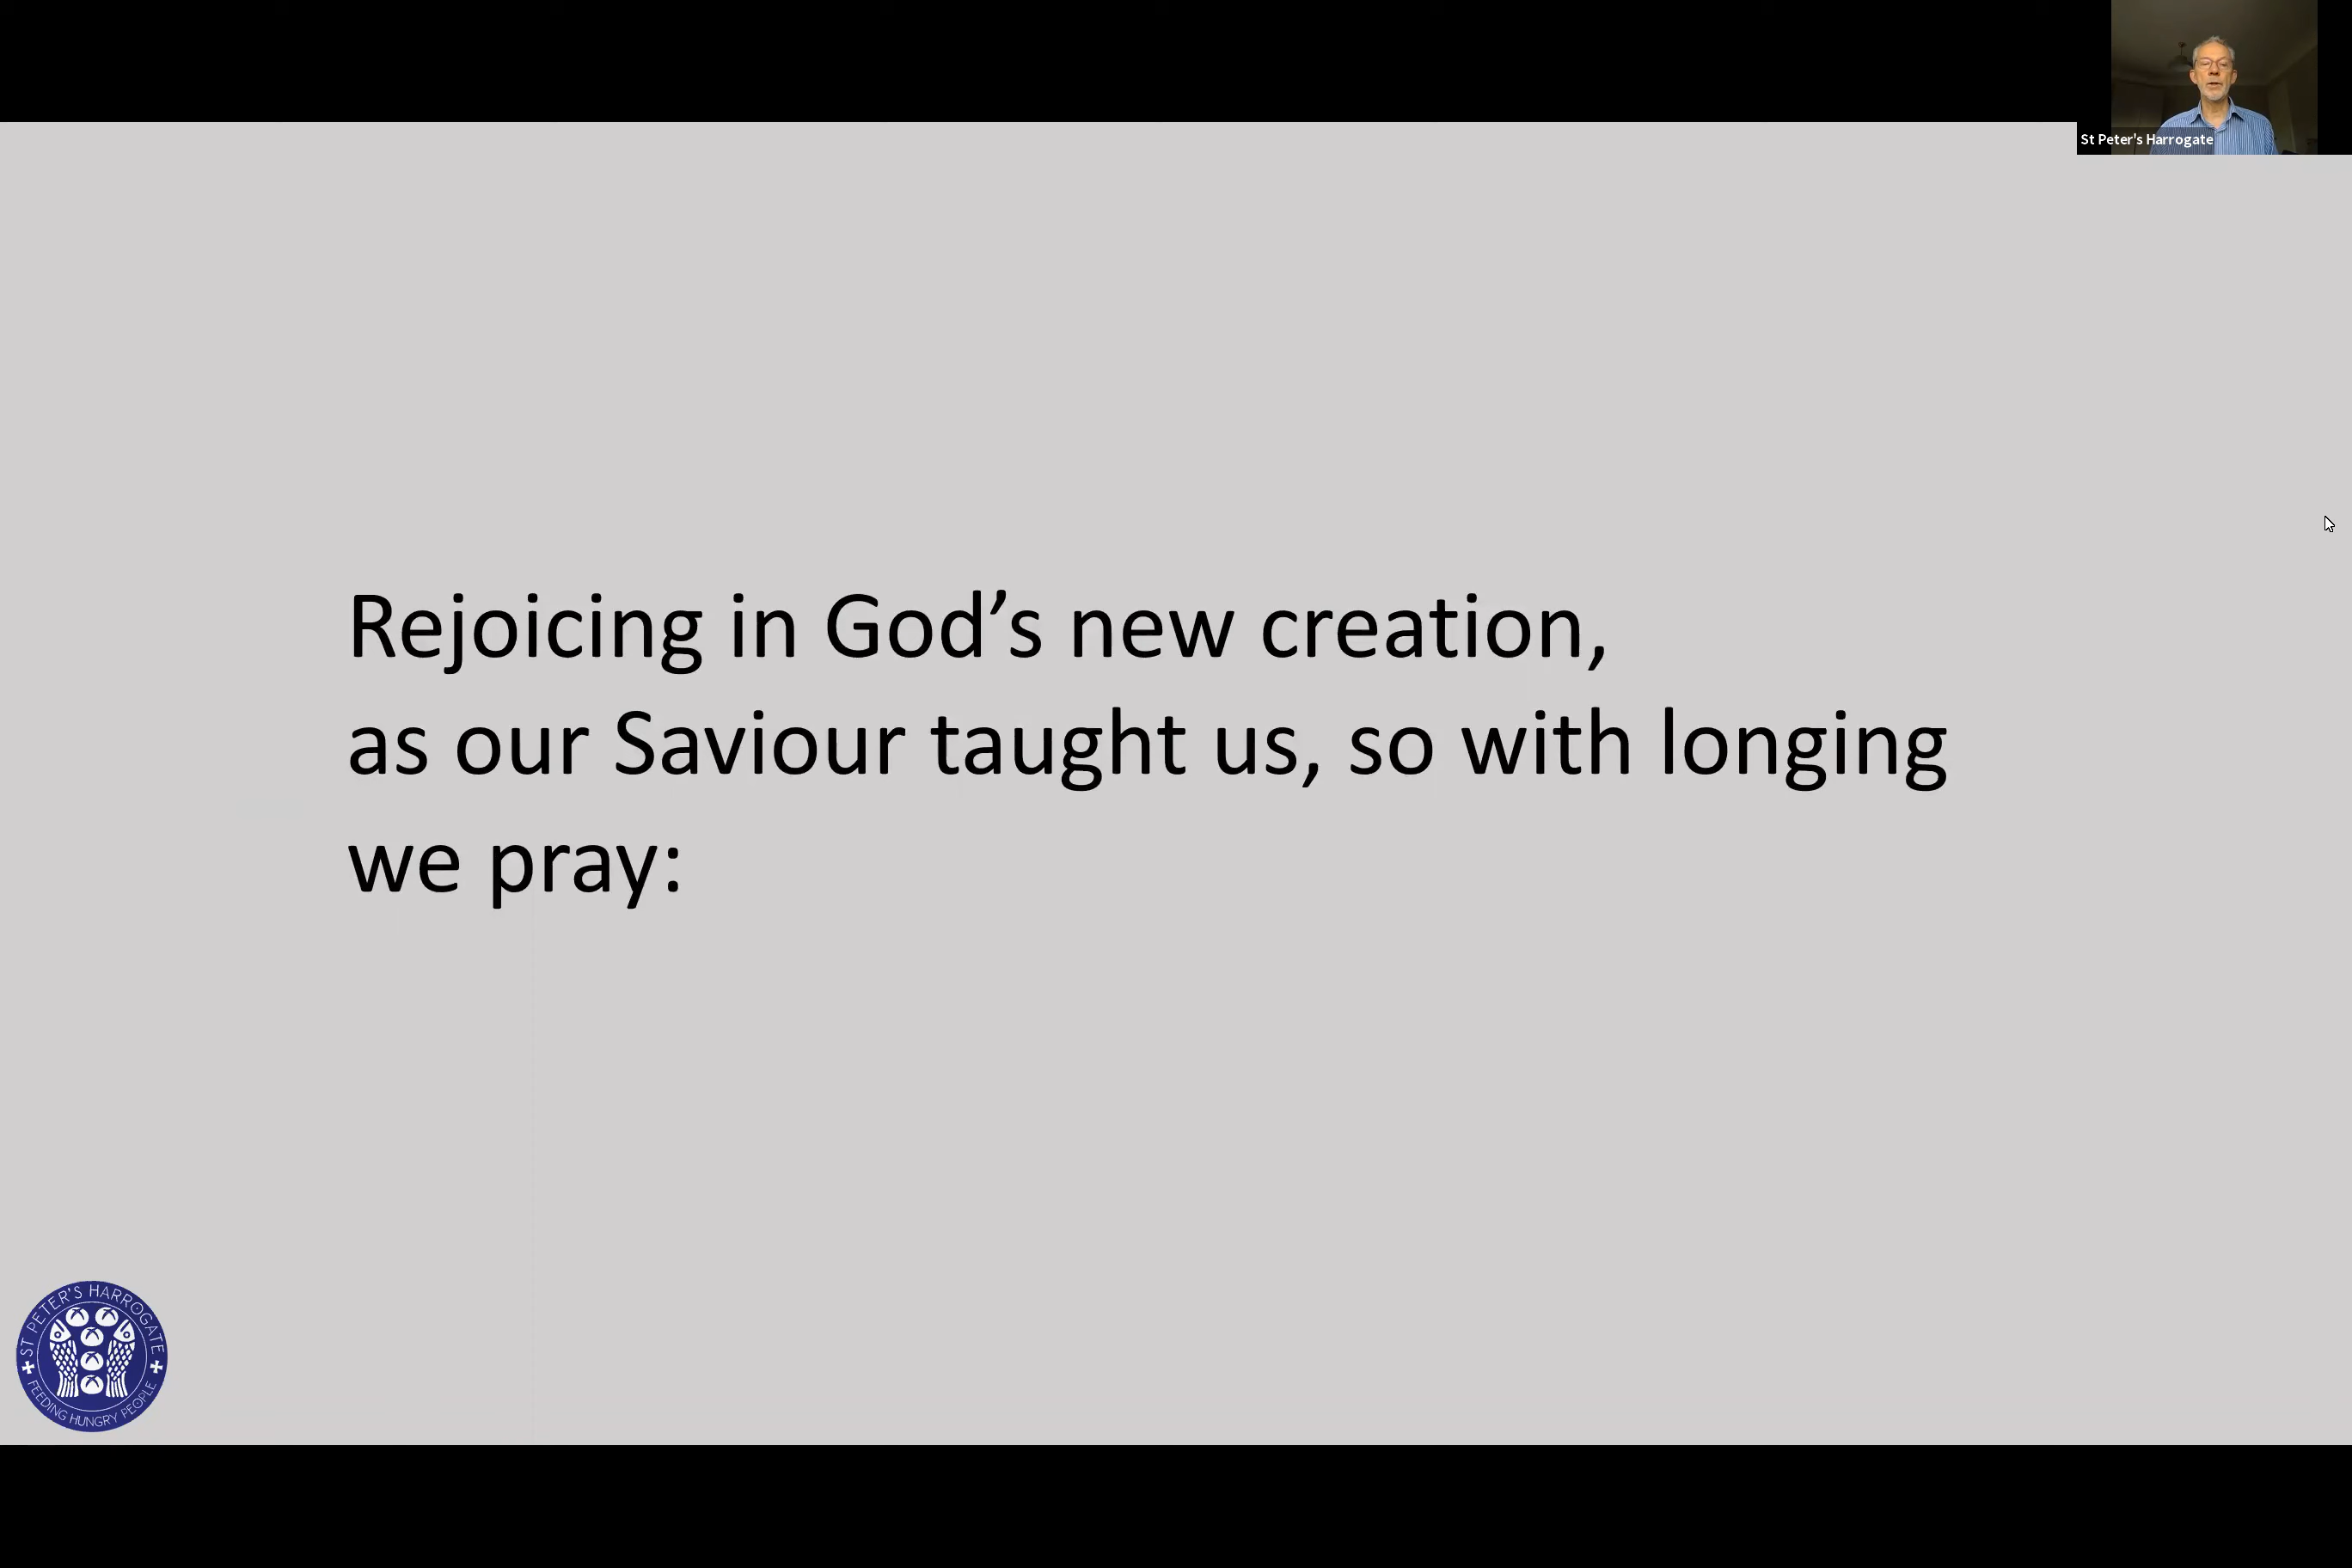 St Peter's Harrogate
Rejoicing in God’s new creation,
as our Saviour taught us, so with longing
we pray:
ST PETER'S HARROGATE
FEEDING HUNGRY PEOPLE